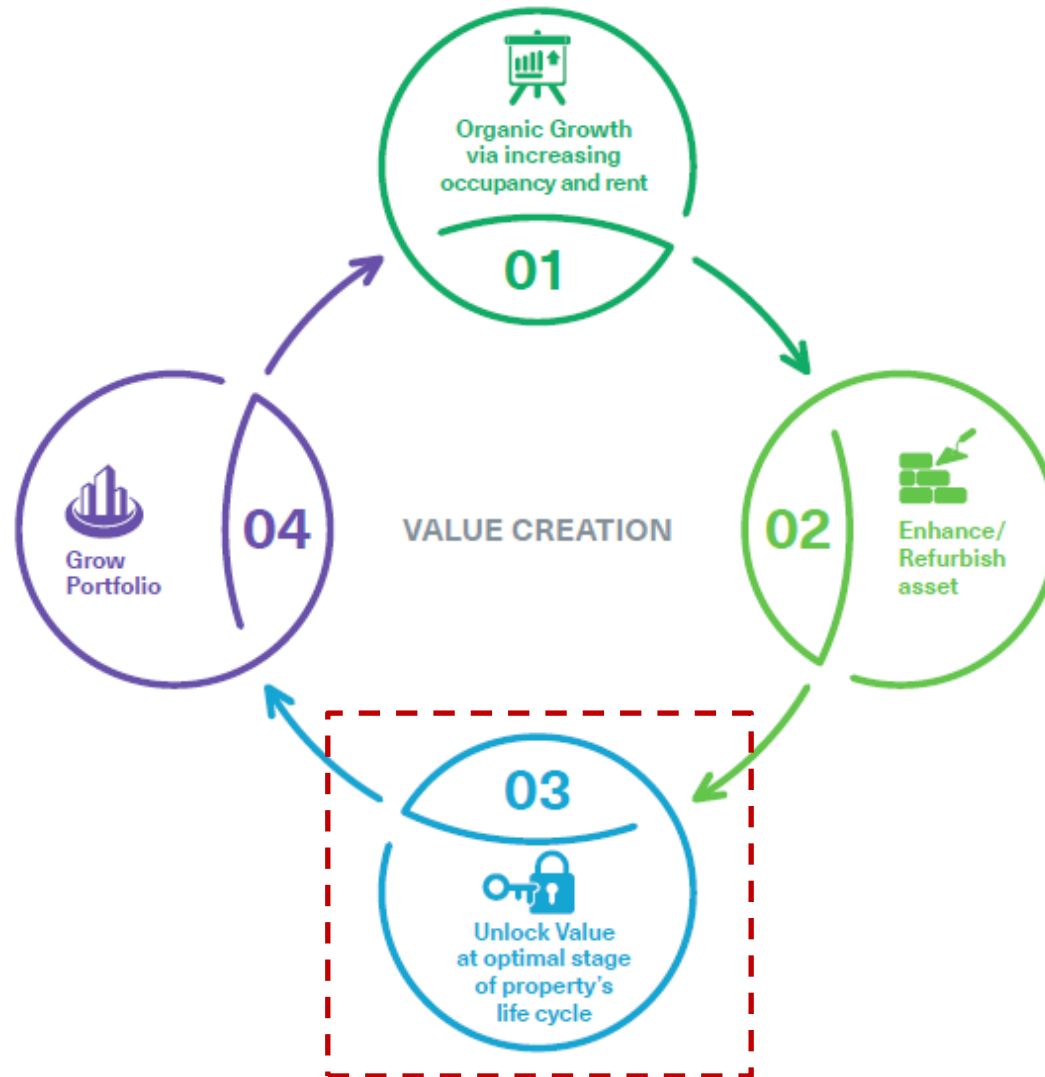 Organic Growth
via increasing
occupancy and rent
01
04
Grow
Portfolio
VALUE CREATION
02
Enhance/
Refurbish
asset
03
Unlock Value
at optimal stage
of property’s
life cycle